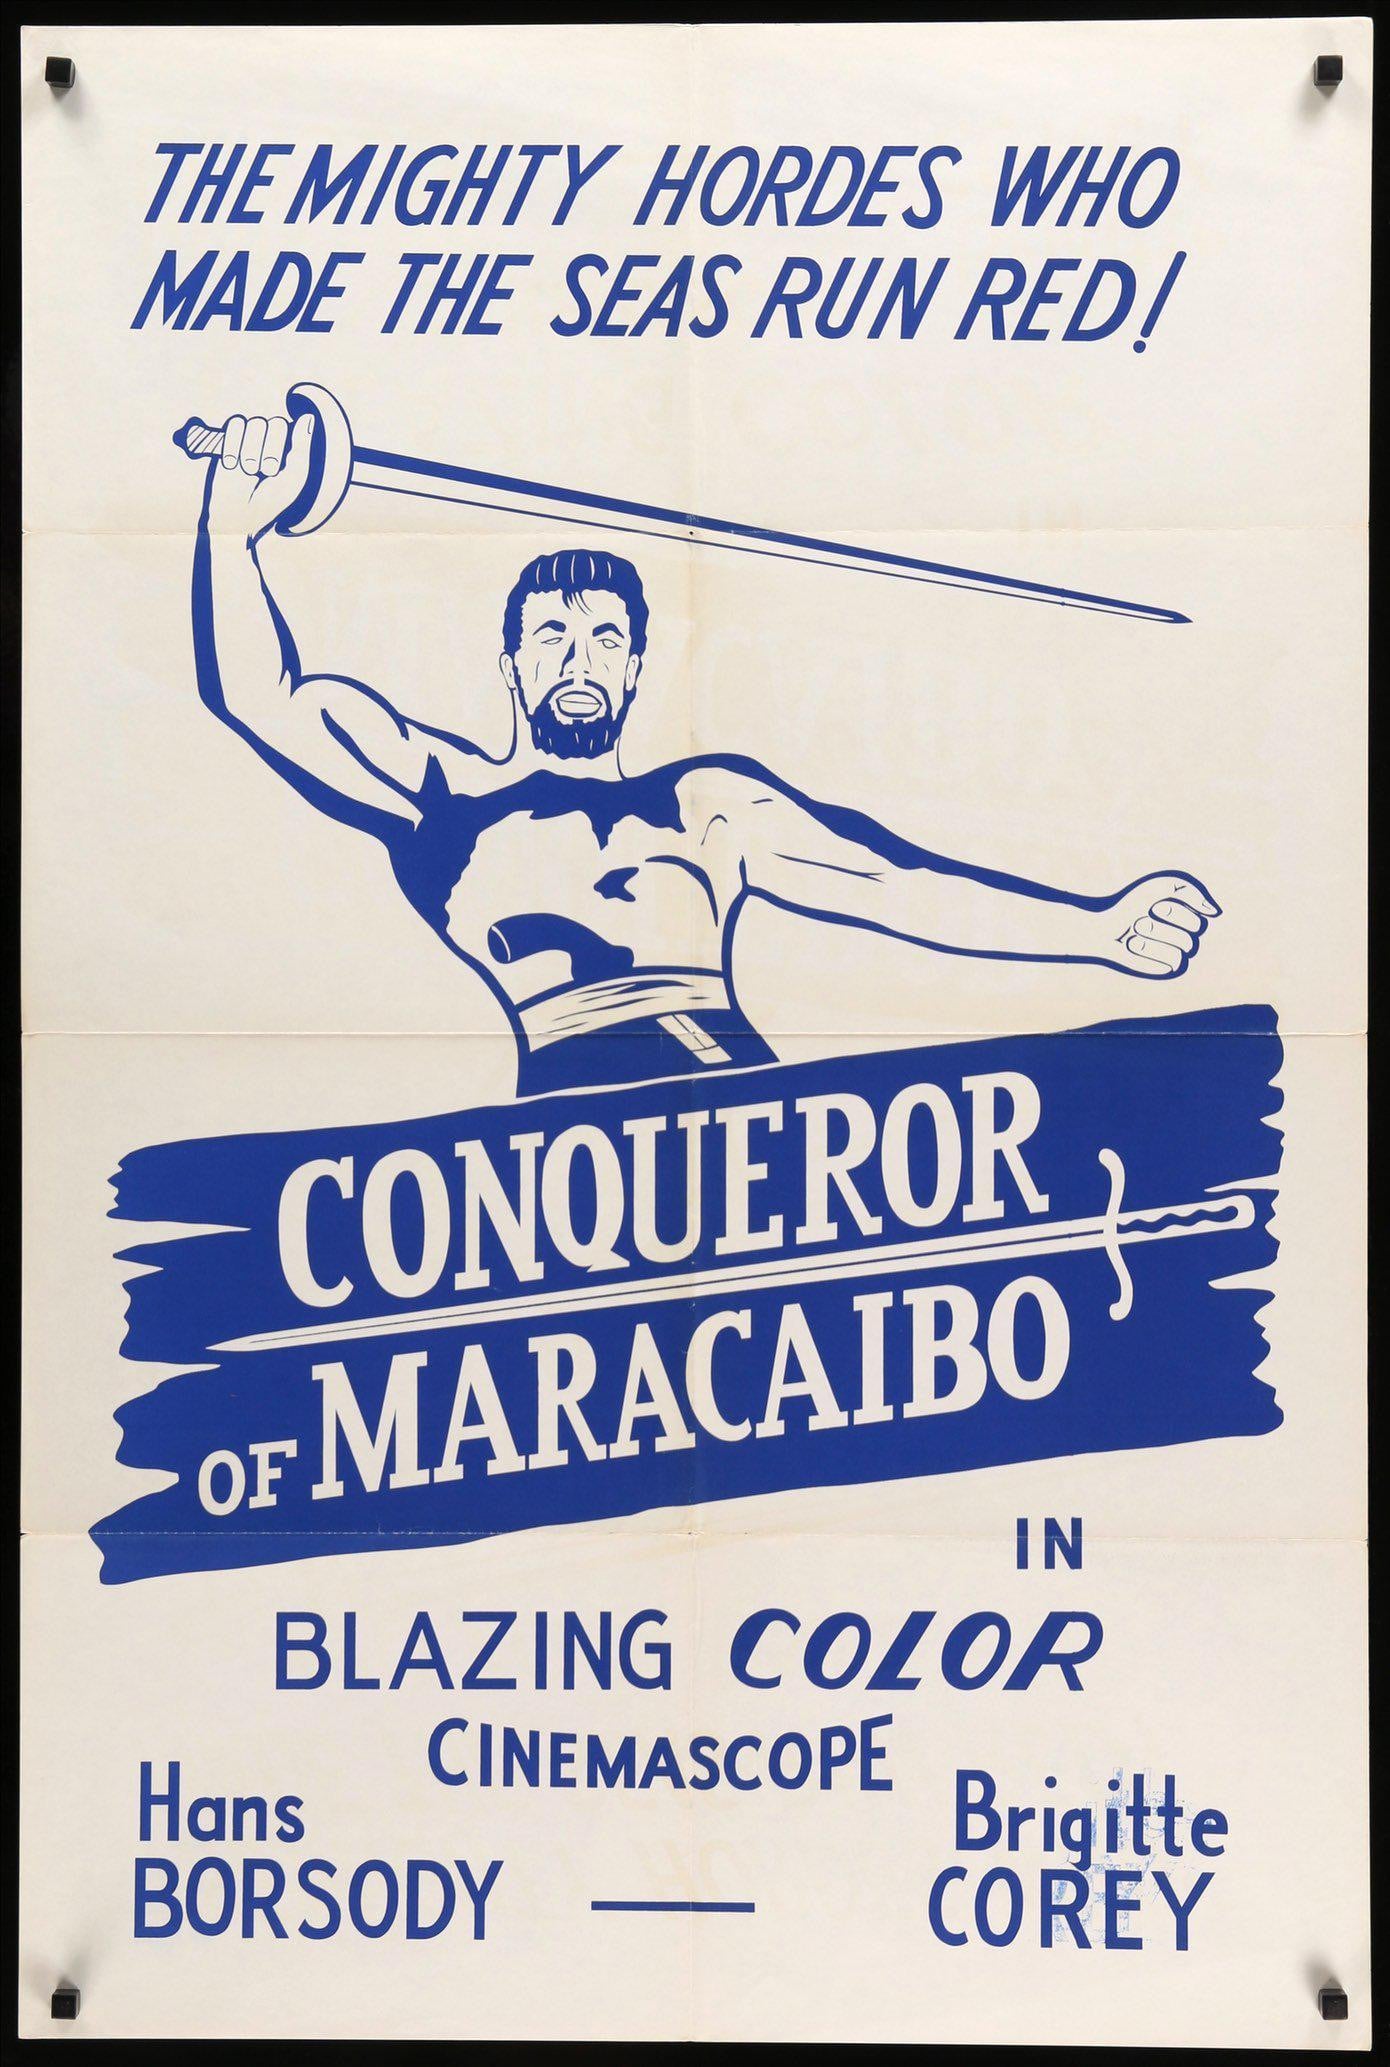 THE MIGHTY HORDES WHO
MADE THE SEAS RUN RED!
CONQUEROR
OF MARACAIBO
IN
BLAZING COLOR
CINEMASCOPE
Hans
BORSODY
Brigitte
COREY